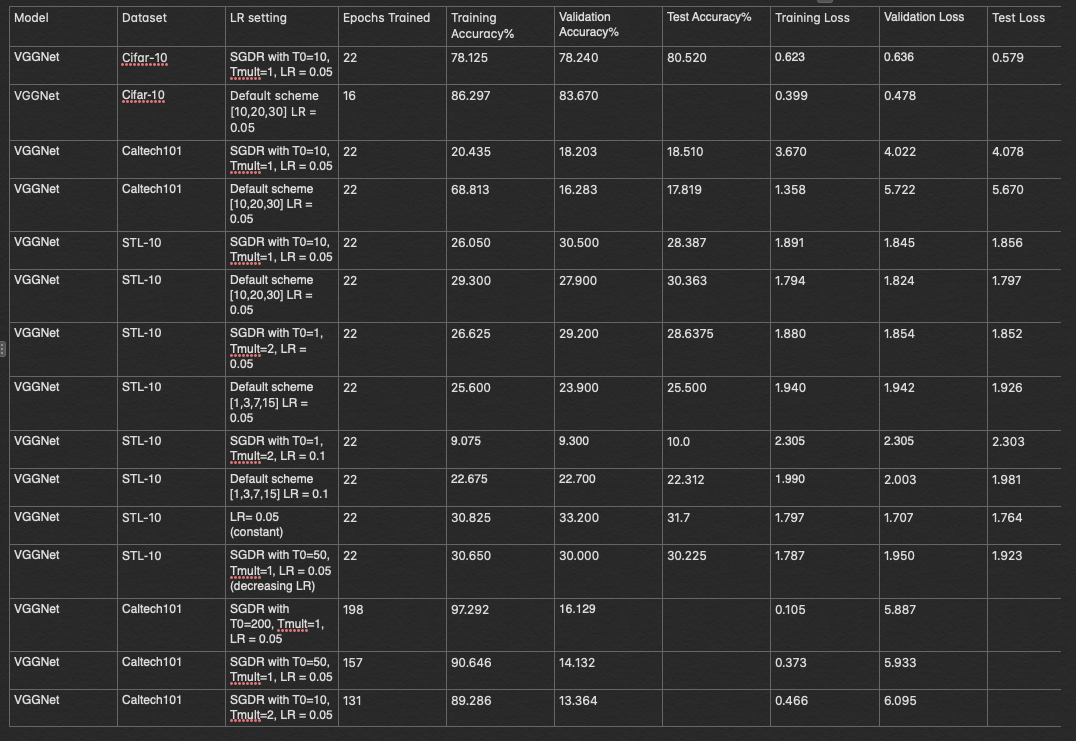 Model Dataset LR setting Epochs Trained Training Accuracy% Validation Accuracy% Test Accuracy% Training Loss Validation Loss Test Loss
VGGNet Cifar-10 SGDR with T0=10, Tmult=1, LR = 0.05 22 78.125 78.240 80.520 0.623 0.636 0.579
VGGNet Cifar-10 Default scheme [10,20,30] LR = 0.05 16 86.297 83.670 0.399 0.478
VGGNet Caltech101 SGDR with T0=10, Tmult=1, LR = 0.05 22 20.435 18.203 18.510 3.670 4.022 4.078
VGGNet Caltech101 Default scheme [10,20,30] LR = 0.05 22 68.813 16.283 17.819 1.358 5.722 5.670
VGGNet STL-10 SGDR with T0=10, Tmult=1, LR = 0.05 22 26.050 30.500 28.387 1.891 1.845 1.856
VGGNet STL-10 Default scheme [10,20,30] LR = 0.05 22 29.300 27.900 30.363 1.794 1.824 1.797
VGGNet STL-10 SGDR with T0=1, Tmult=2, LR = 0.05 22 26.625 29.200 28.6375 1.880 1.854 1.852
VGGNet STL-10 Default scheme [1,3,7,15] LR = 0.05 22 25.600 23.900 25.500 1.940 1.942 1.926
VGGNet STL-10 SGDR with T0=1, Tmult=2, LR = 0.1 22 9.075 9.300 10.0 2.305 2.305 2.303
VGGNet STL-10 Default scheme [1,3,7,15] LR = 0.1 22 22.675 22.700 22.312 1.990 2.003 1.981
VGGNet STL-10 LR= 0.05 (constant) 22 30.825 33.200 31.7 1.797 1.707 1.764
VGGNet STL-10 SGDR with T0=50, Tmult=1, LR = 0.05 (decreasing LR) 22 30.650 30.000 30.225 1.787 1.950 1.923
VGGNet Caltech101 SGDR with T0=200, Tmult=1, LR = 0.05 198 97.292 16.129 0.105 5.887
VGGNet Caltech101 SGDR with T0=50, Tmult=1, LR = 0.05 157 90.646 14.132 0.373 5.933
VGGNet Caltech101 SGDR with T0=10, Tmult=2, LR = 0.05 131 89.286 13.364 0.466 6.095